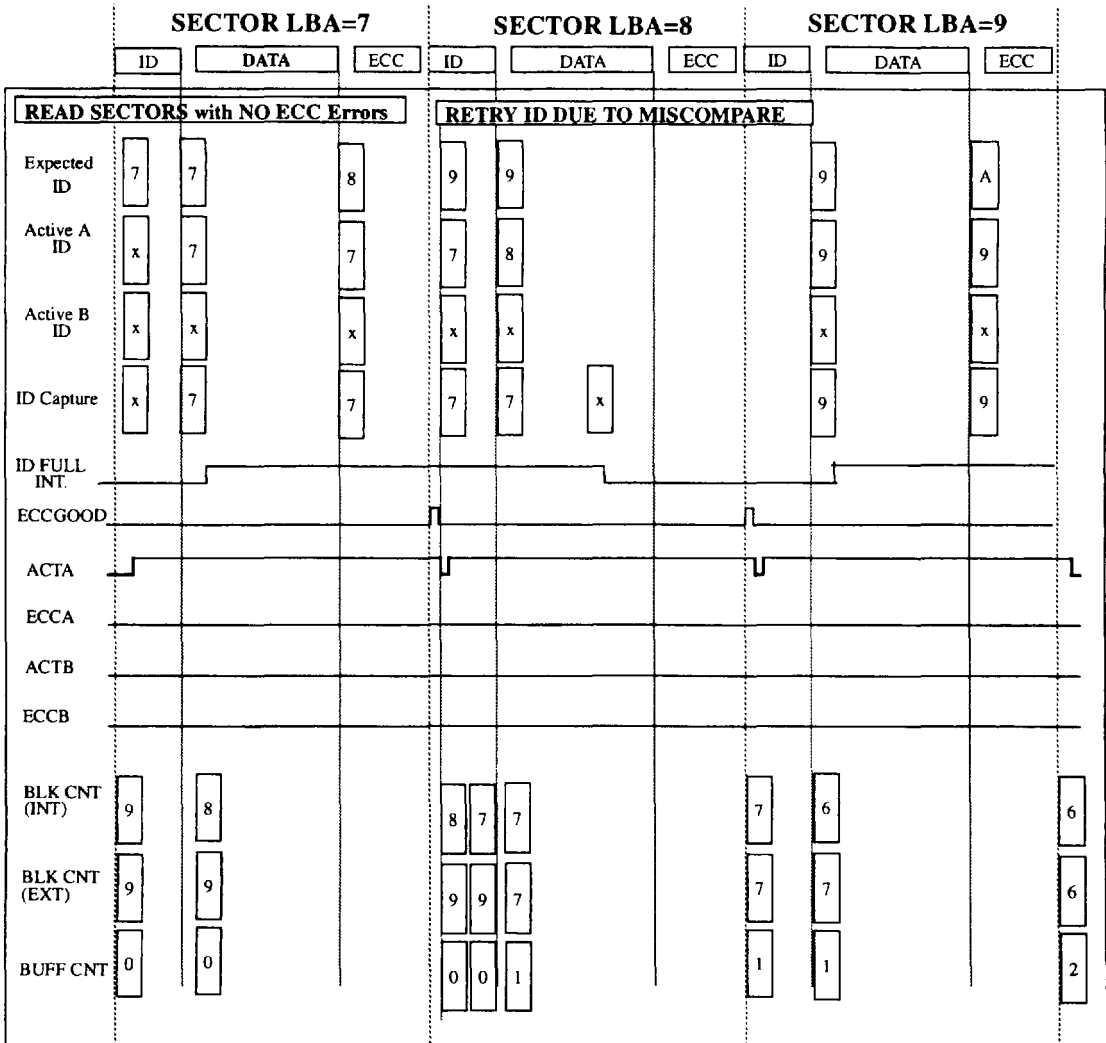 SECTOR LBA=7 SECTOR LBA=8 SECTOR LBA=9
ID DATA ECC ID DATA ECC ID DATA ECC
READ SECTORS with NO ECC Errors RETRY ID DUE TO MISCOMPARE
Expected ID 7 7 8 9 9 9 A
Active A ID x 7 7 7 8 9 9
Active B ID x x x x x x x
ID Capture x 7 7 7 7 x 9 9
ID FULL INT.
ECCGOOD
ACTA
ECCA
ACTB
ECCB
BLK CNT (INT) 9 8 8 7 7 7 6 6
BLK CNT (EXT) 9 9 9 9 7 7 7 6
BUFF CNT 0 0 0 0 1 1 1 2